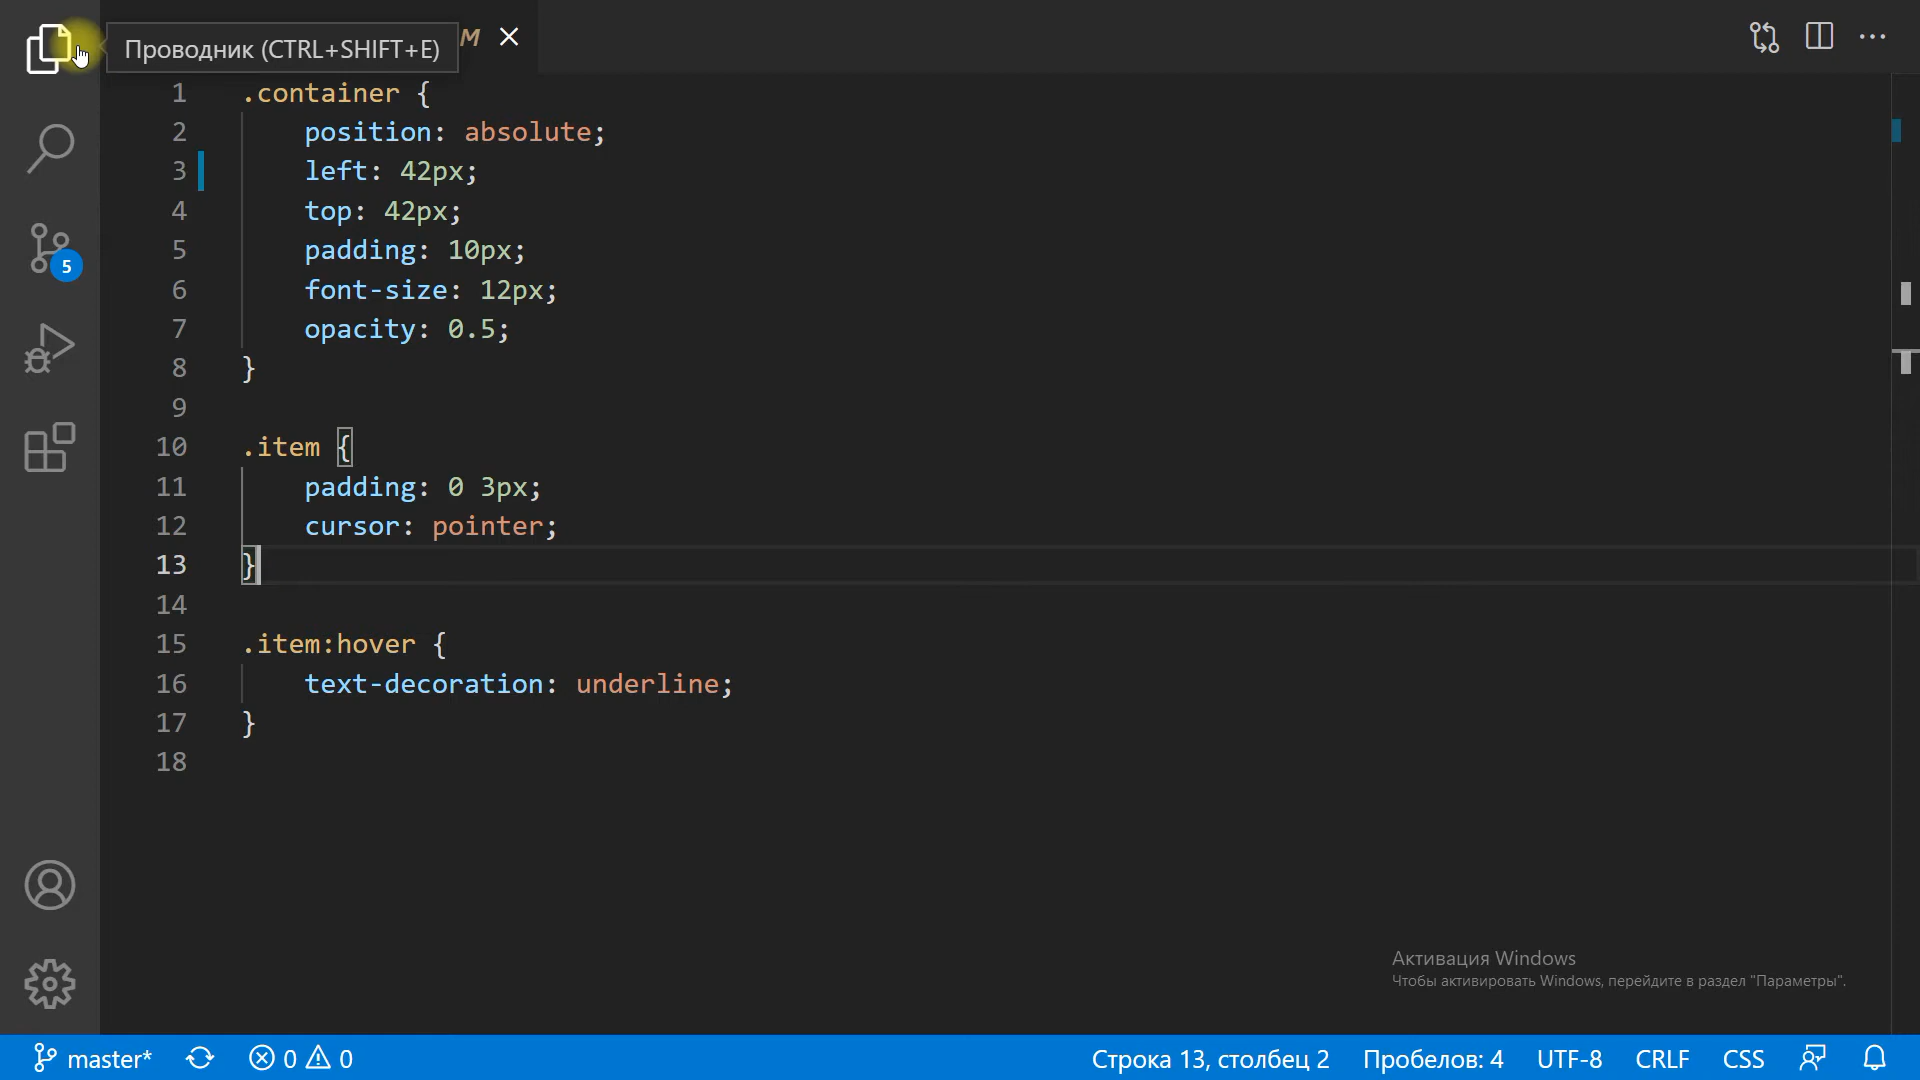 Проводник (CTRL+SHIFT+E)
M
1 .container {
2 position: absolute;
3 left: 42px;
4 top: 42px;
5 padding: 10px;
6 font-size: 12px;
7 opacity: 0.5;
8 }
9
10 .item {
11 padding: 0 3px;
12 cursor: pointer;
13 }
14
15 .item:hover {
16 text-decoration: underline;
17 }
18
5
Активация Windows
Чтобы активировать Windows, перейдите в раздел "Параметры".
master* 0 0 Строка 13, столбец 2 Пробелов: 4 UTF-8 CRLF CSS